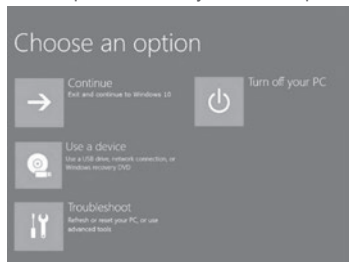 Choose an option
Continue
Exit and continue to Windows 10
Turn off your PC
Use a device
Use a USB drive, network connection, or
Windows recovery DVD
Troubleshoot
Refresh or reset your PC, or use
advanced tools